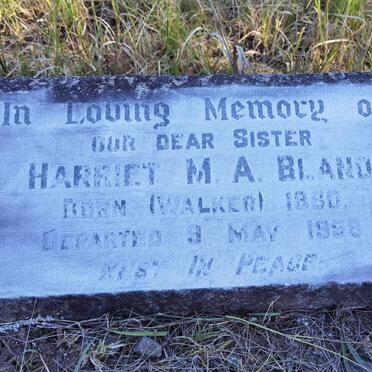 In Loving Memory o
OUR DEAR SISTER
HARRIET M. A. BLAND
BORN (WALKER)
DEPARTED 9 MAY
REST IN PEACE